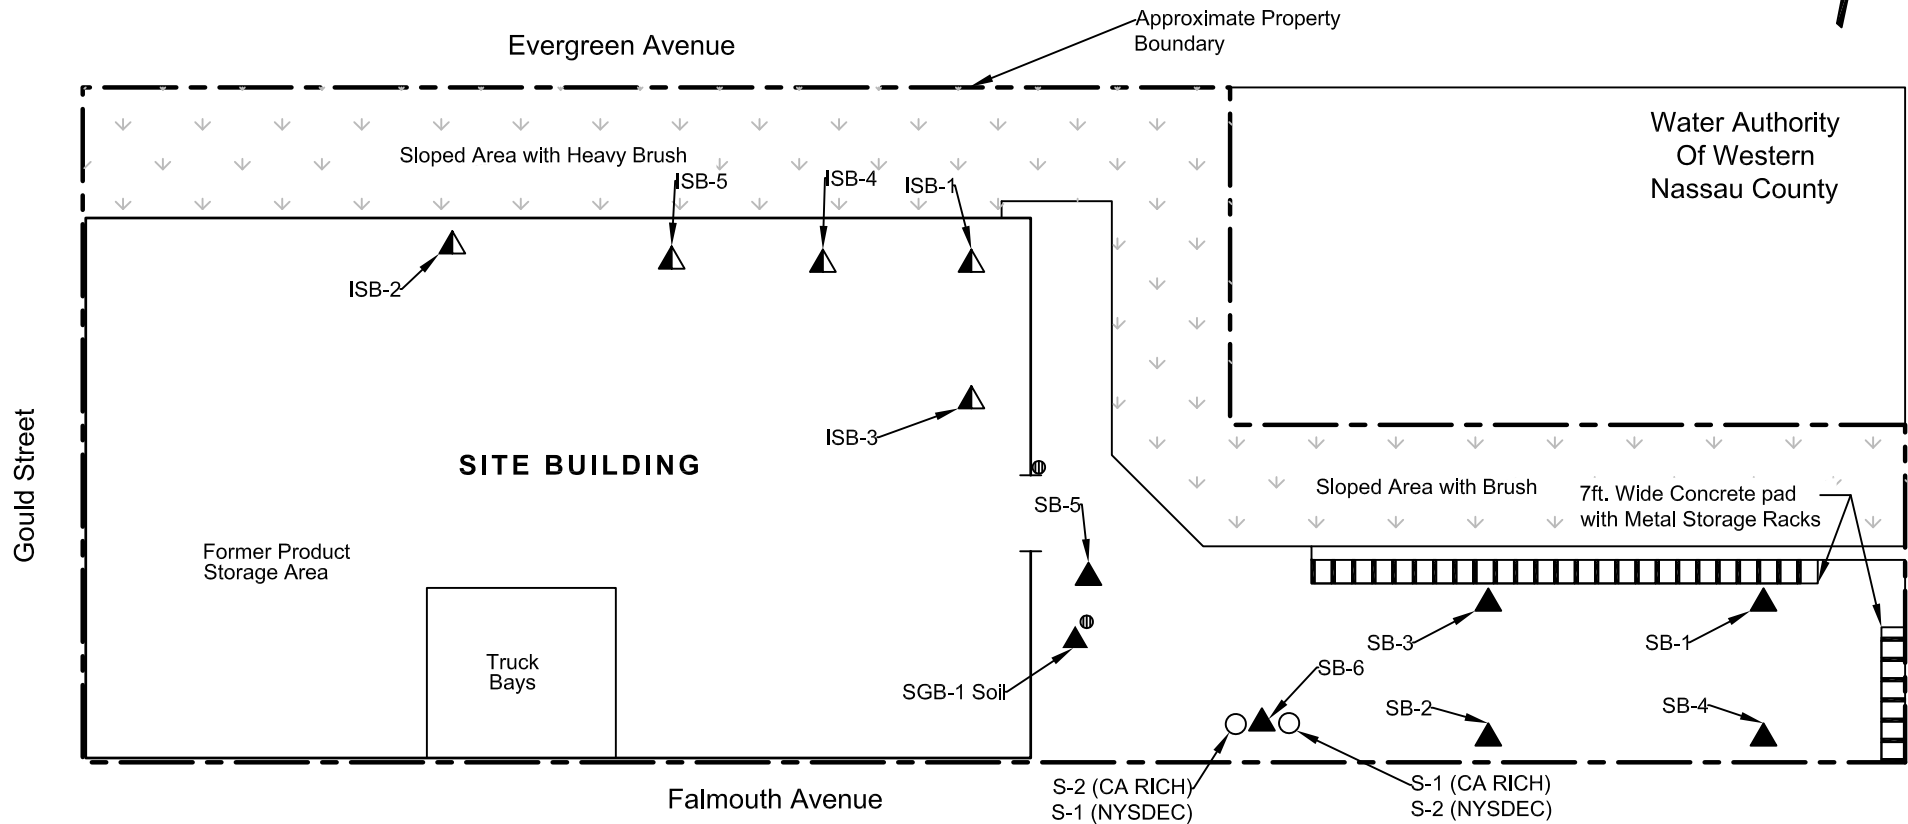 Approximate Property
Boundary
Evergreen Avenue
Water Authority
Of Western
Nassau County
Sloped Area with Heavy Brush
ISB-5
ISB-4
ISB-1
ISB-2
ISB-3
SITE BUILDING
Gould Street
Sloped Area with Brush
7ft. Wide Concrete pad
with Metal Storage Racks
SB-5
Former Product
Storage Area
SB-3
SB-1
Truck
Bays
SB-6
SGB-1 Soil
SB-2
SB-4
S-2 (CA RICH)
S-1 (NYSDEC)
S-1 (CA RICH)
S-2 (NYSDEC)
Falmouth Avenue